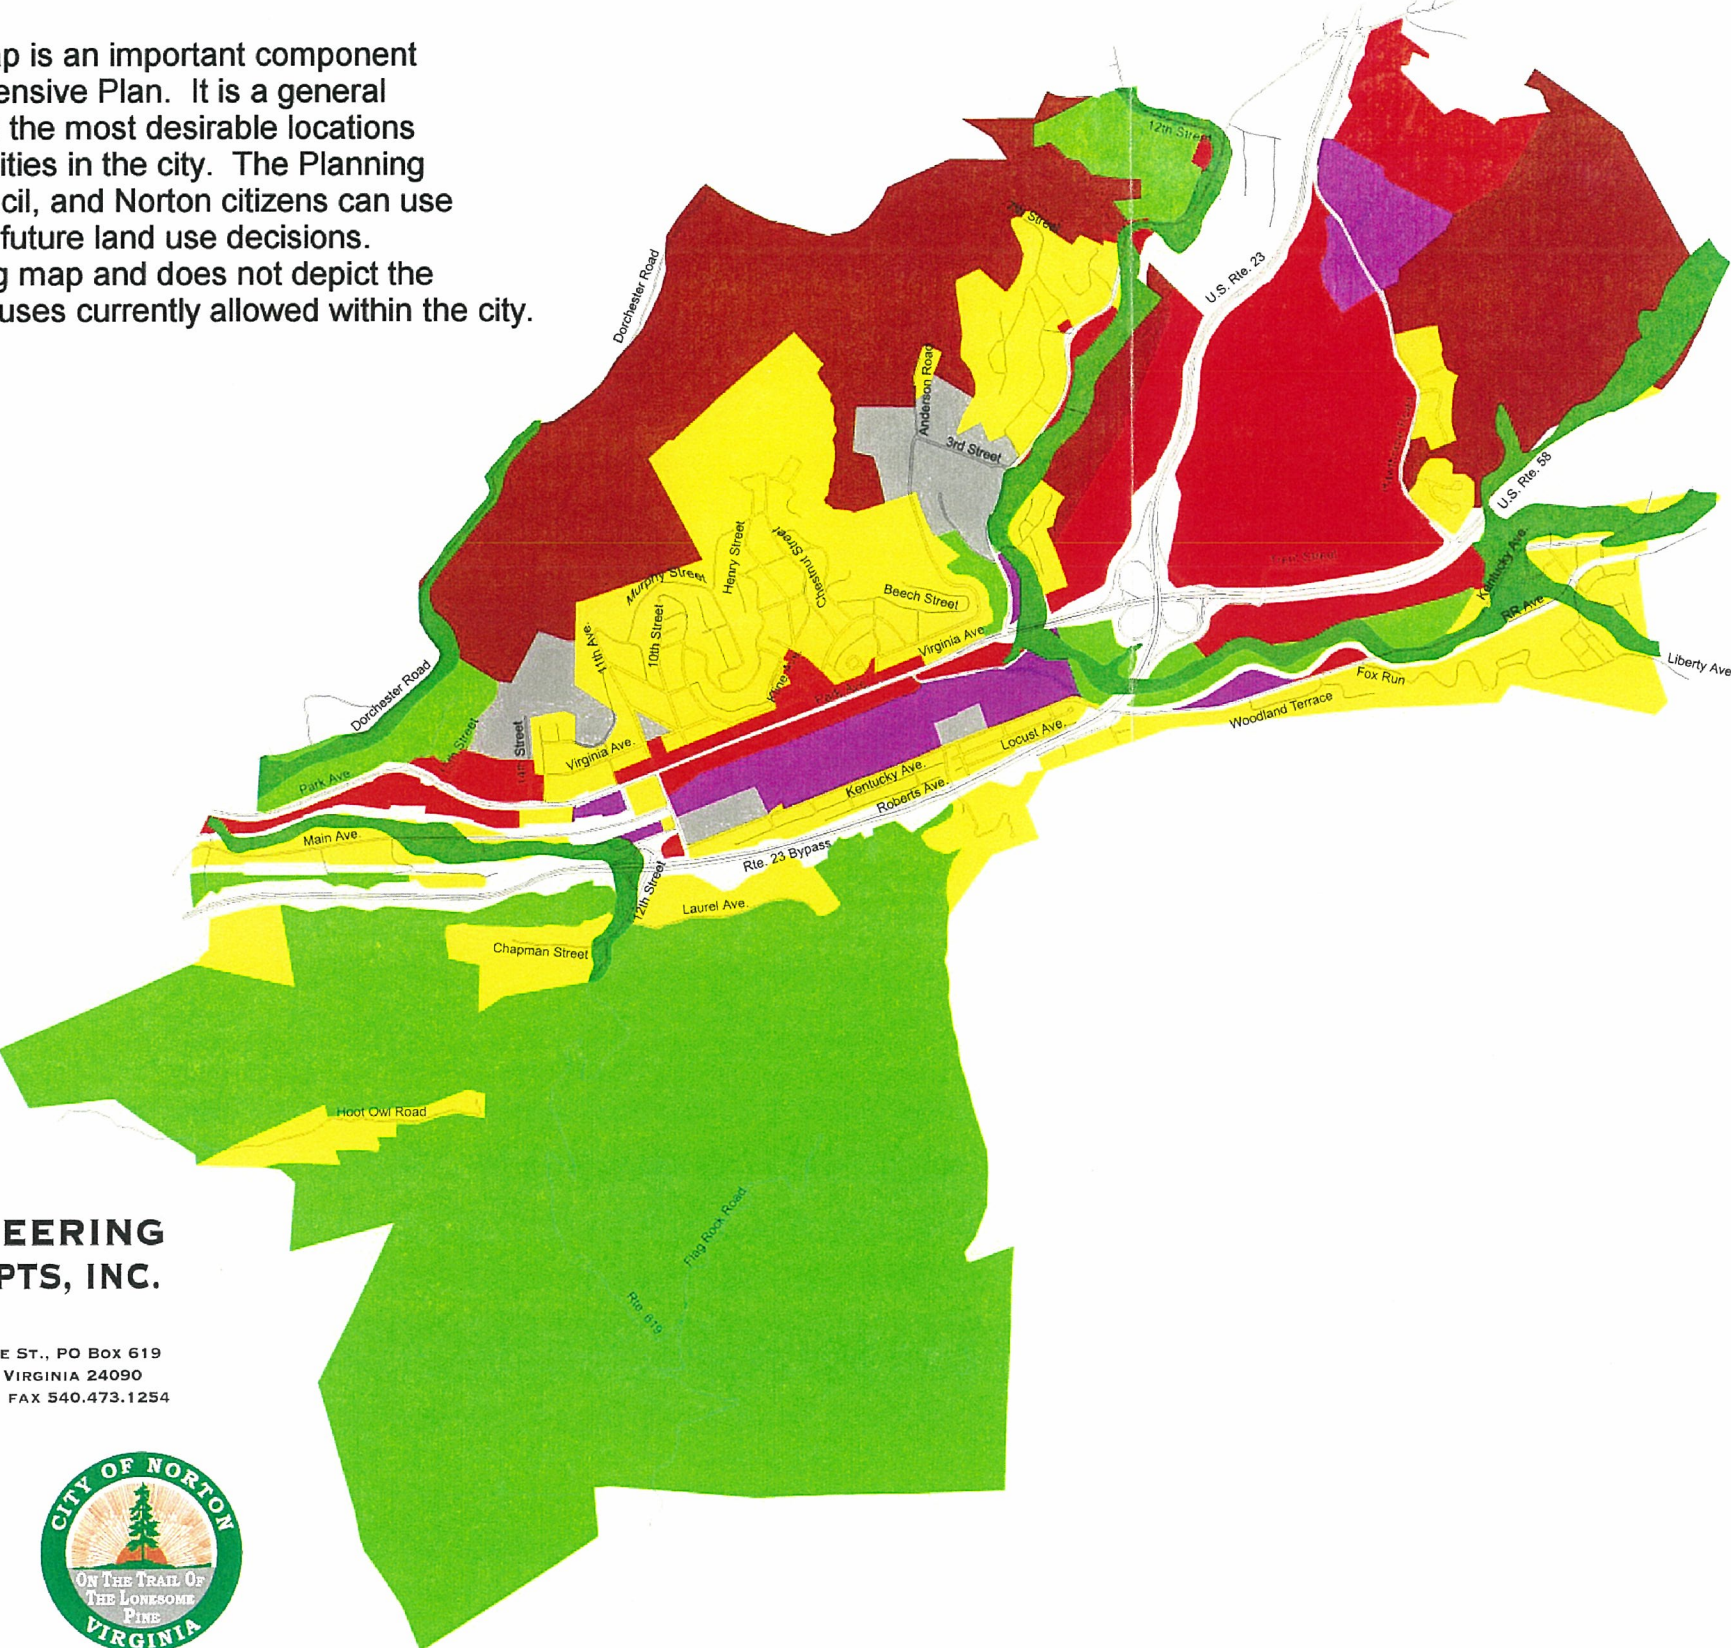 p is an important component
ensive Plan. It is a general
the most desirable locations
ities in the city. The Planning
cil, and Norton citizens can use
future land use decisions.
g map and does not depict the
uses currently allowed within the city.
12th Street
7th Street
Dorchester Road
U.S. Rte. 23
Anderson Road
3rd Street
U.S. Rte. 58
Henry Street
Chestnut Street
Murphy Street
Beech Street
Kentucky Ave.
RR Ave
10th Street
11th Ave.
Virginia Ave
Liberty Ave
Dorchester Road
Park Ave
Fox Run
Woodland Terrace
14th Street
Virginia Ave.
Locust Ave.
Park Ave
Kentucky Ave.
Roberts Ave.
Main Ave.
Rte. 23 Bypass
12th Street
Laurel Ave.
Chapman Street
Hoot Owl Road
Flag Rock Road
Rte. 619
EERING
PTS, INC.
E ST., PO BOX 619
VIRGINIA 24090
FAX 540.473.1254
CITY OF NORTON
ON THE TRAIL OF
THE LONESOME
PINE
VIRGINIA